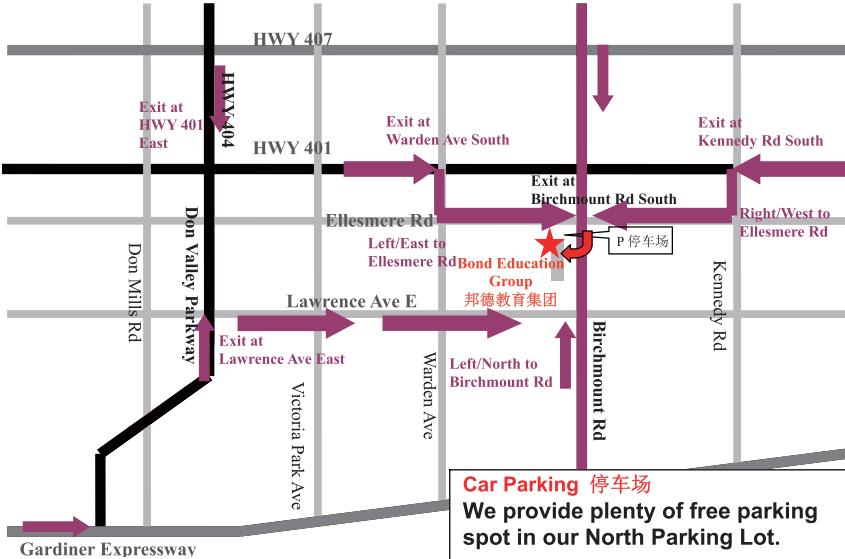 HWY 407
HWY 404
Exit at
HWY 401
East
HWY 401
Exit at
Warden Ave South
Exit at
Kennedy Rd South
Exit at
Birchmount Rd South
Ellesmere Rd
Left/East to
Ellesmere Rd
Right/West to
Ellesmere Rd
P 停车场
Bond Education
Group
邦德教育集团
Don Mills Rd
Don Valley Parkway
Kennedy Rd
Lawrence Ave E
Exit at
Lawrence Ave East
Victoria Park Ave
Warden Ave
Left/North to
Birchmount Rd
Birchmount Rd
Car Parking 停车场
We provide plenty of free parking
spot in our North Parking Lot.
Gardiner Expressway